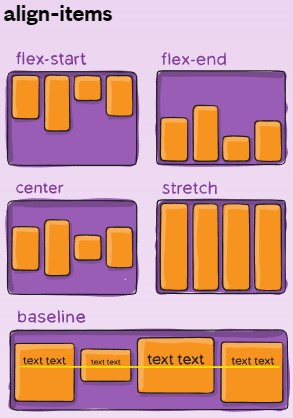 align-items
flex-start
flex-end
center
stretch
baseline
text text
text text
text text
text text